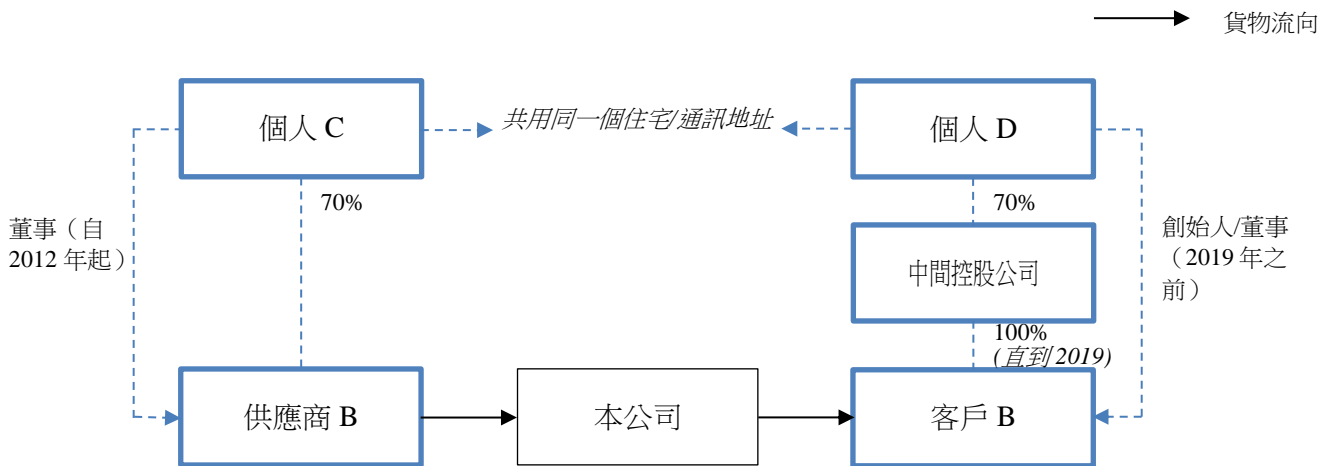 貨物流向
個人 C
共用同一個住宅/通訊地址
個人 D
70%
70%
董事（自
2012 年起）
創始人/董事
（2019 年之
前）
中間控股公司
100%
(直到 2019)
供應商 B
本公司
客戶 B